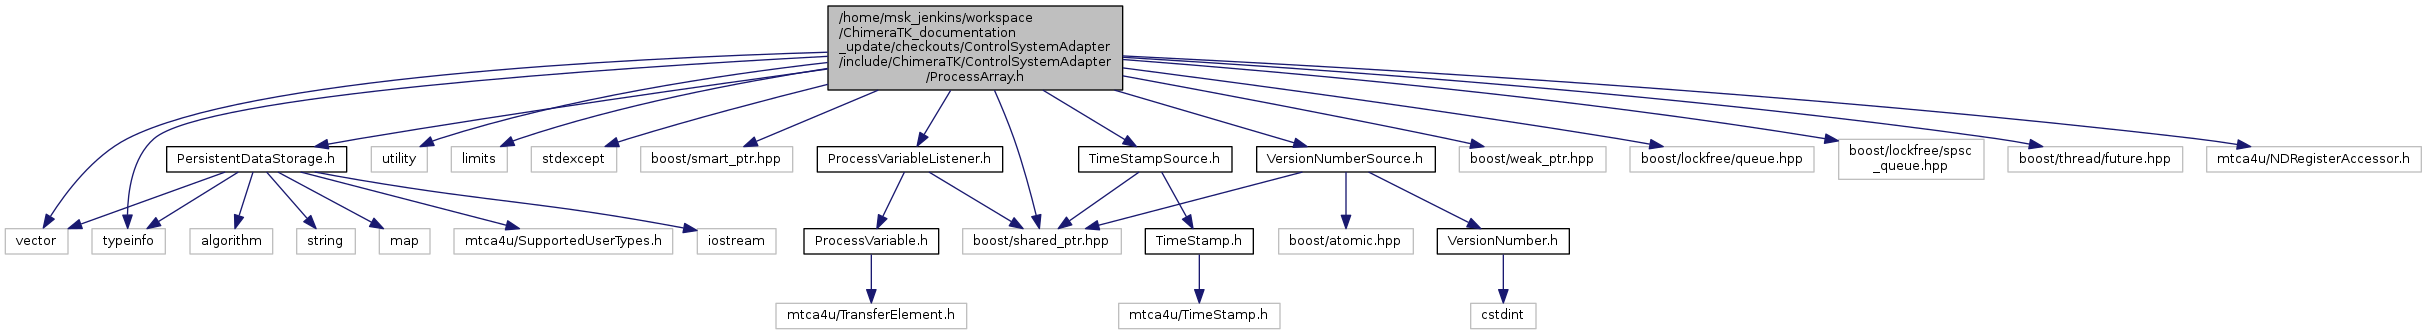 /home/msk_jenkins/workspace
/ChimeraTK_documentation
_update/checkouts/ControlSystemAdapter
/include/ChimeraTK/ControlSystemAdapter
/ProcessArray.h
PersistentDataStorage.h
utility
limits
stdexcept
boost/smart_ptr.hpp
ProcessVariableListener.h
TimeStampSource.h
VersionNumberSource.h
boost/weak_ptr.hpp
boost/lockfree/queue.hpp
boost/lockfree/spsc
_queue.hpp
boost/thread/future.hpp
mtca4u/NDRegisterAccessor.h
vector
typeinfo
algorithm
string
map
mtca4u/SupportedUserTypes.h
iostream
ProcessVariable.h
boost/shared_ptr.hpp
TimeStamp.h
boost/atomic.hpp
VersionNumber.h
mtca4u/TransferElement.h
mtca4u/TimeStamp.h
cstdint